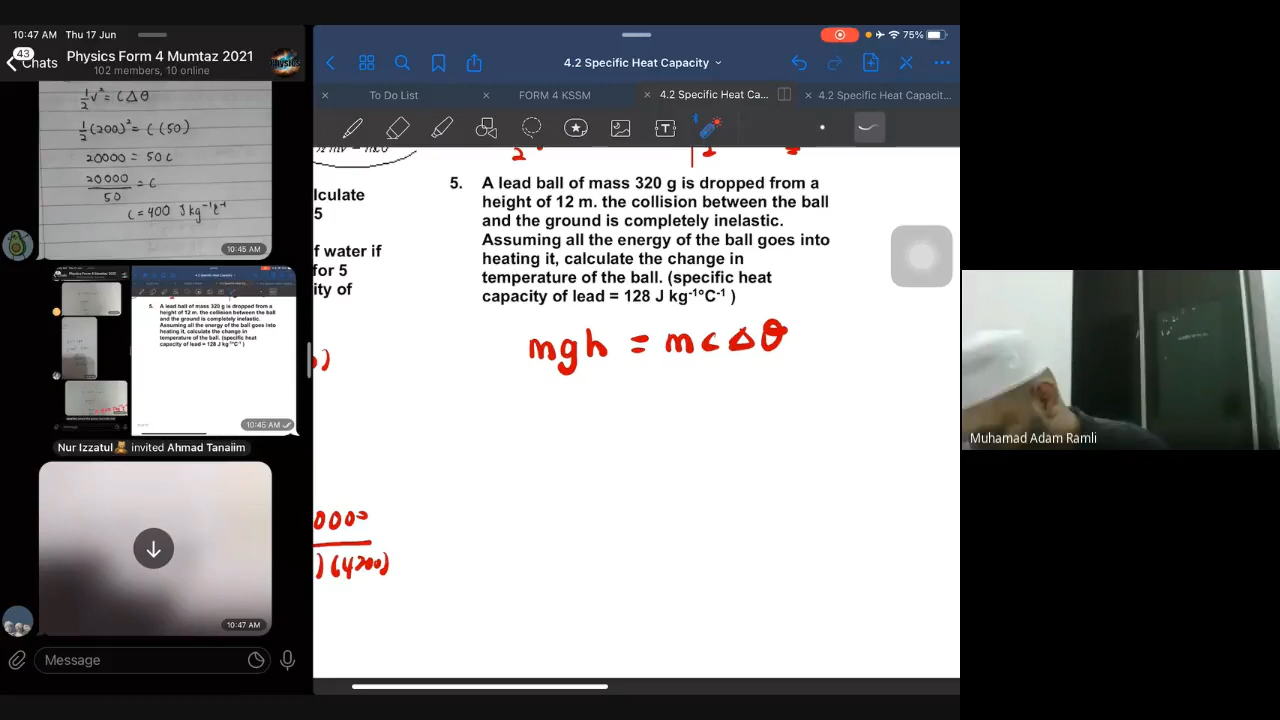 10:47 AM Thu 17 Jun
43
Chats
Physics Form 4 Mumtaz 2021
102 members, 10 online
½v² = cΔθ
½(200)² = c(50)
20000 = 50c
20000 = c
50
c = 400 J kg⁻¹°c⁻¹
10:45 AM
10:45 AM
Nur Izzatul invited Ahmad Tanaiim
10:47 AM
Message
75%
4.2 Specific Heat Capacity
To Do List
FORM 4 KSSM
4.2 Specific Heat Ca...
4.2 Specific Heat Capacit...
lculate
5
f water if
for 5
ity of
)
0000
)(4200)
5. A lead ball of mass 320 g is dropped from a
height of 12 m. the collision between the ball
and the ground is completely inelastic.
Assuming all the energy of the ball goes into
heating it, calculate the change in
temperature of the ball. (specific heat
capacity of lead = 128 J kg⁻¹°C⁻¹ )
mgh = mcΔθ
Muhamad Adam Ramli